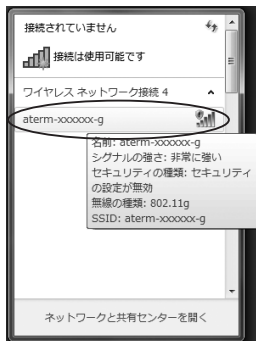 接続されていません
接続は使用可能です
ワイヤレス ネットワーク接続 4
aterm-xxxxxx-g
名前: aterm-xxxxxx-g
シグナルの強さ: 非常に強い
セキュリティの種類: セキュリティ
の設定が無効
無線の種類: 802.11g
SSID: aterm-xxxxxx-g
ネットワークと共有センターを開く